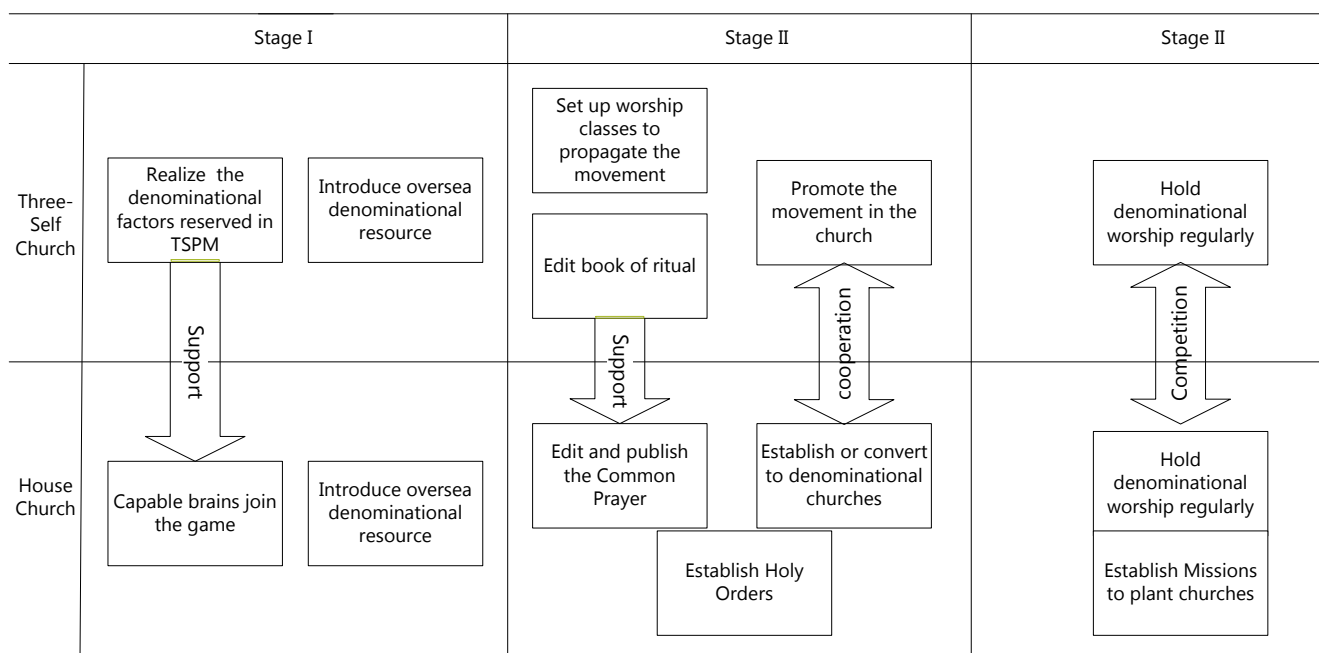 Stage I
Stage II
Stage II
Three-
Self
Church
Realize the
denominational
factors reserved in
TSPM
Introduce oversea
denominational
resource
Set up worship
classes to
propagate the
movement
Edit book of ritual
Promote the
movement in the
church
Hold
denominational
worship regularly
Support
Support
cooperation
Competition
House
Church
Capable brains join
the game
Introduce oversea
denominational
resource
Edit and publish
the Common
Prayer
Establish or convert
to denominational
churches
Establish Holy
Orders
Hold
denominational
worship regularly
Establish Missions
to plant churches